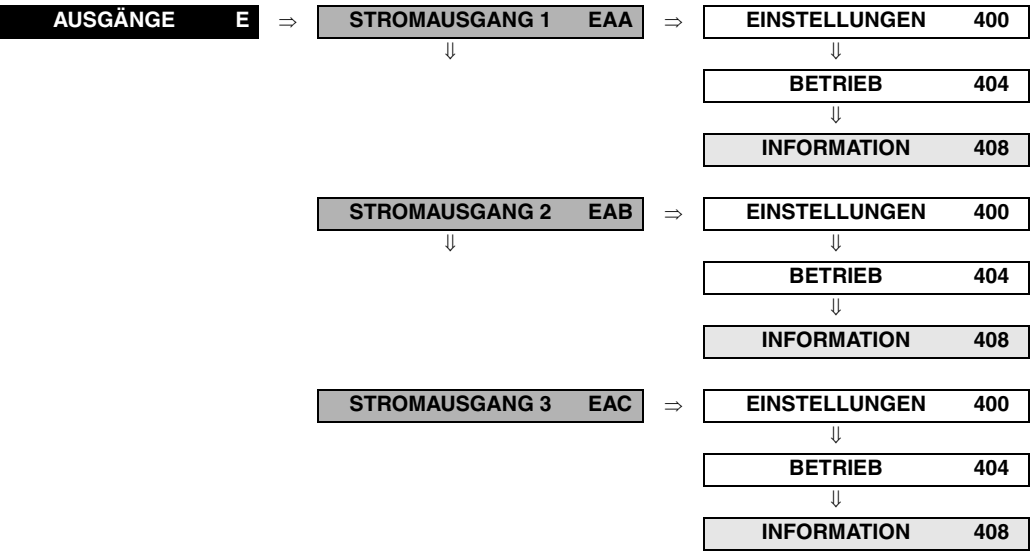 AUSGÄNGE E ⇒ STROMAUSGANG 1 EAA ⇒ EINSTELLUNGEN 400
⇓ ⇓
BETRIEB 404
⇓
INFORMATION 408
STROMAUSGANG 2 EAB ⇒ EINSTELLUNGEN 400
⇓ ⇓
BETRIEB 404
⇓
INFORMATION 408
STROMAUSGANG 3 EAC ⇒ EINSTELLUNGEN 400
⇓
BETRIEB 404
⇓
INFORMATION 408